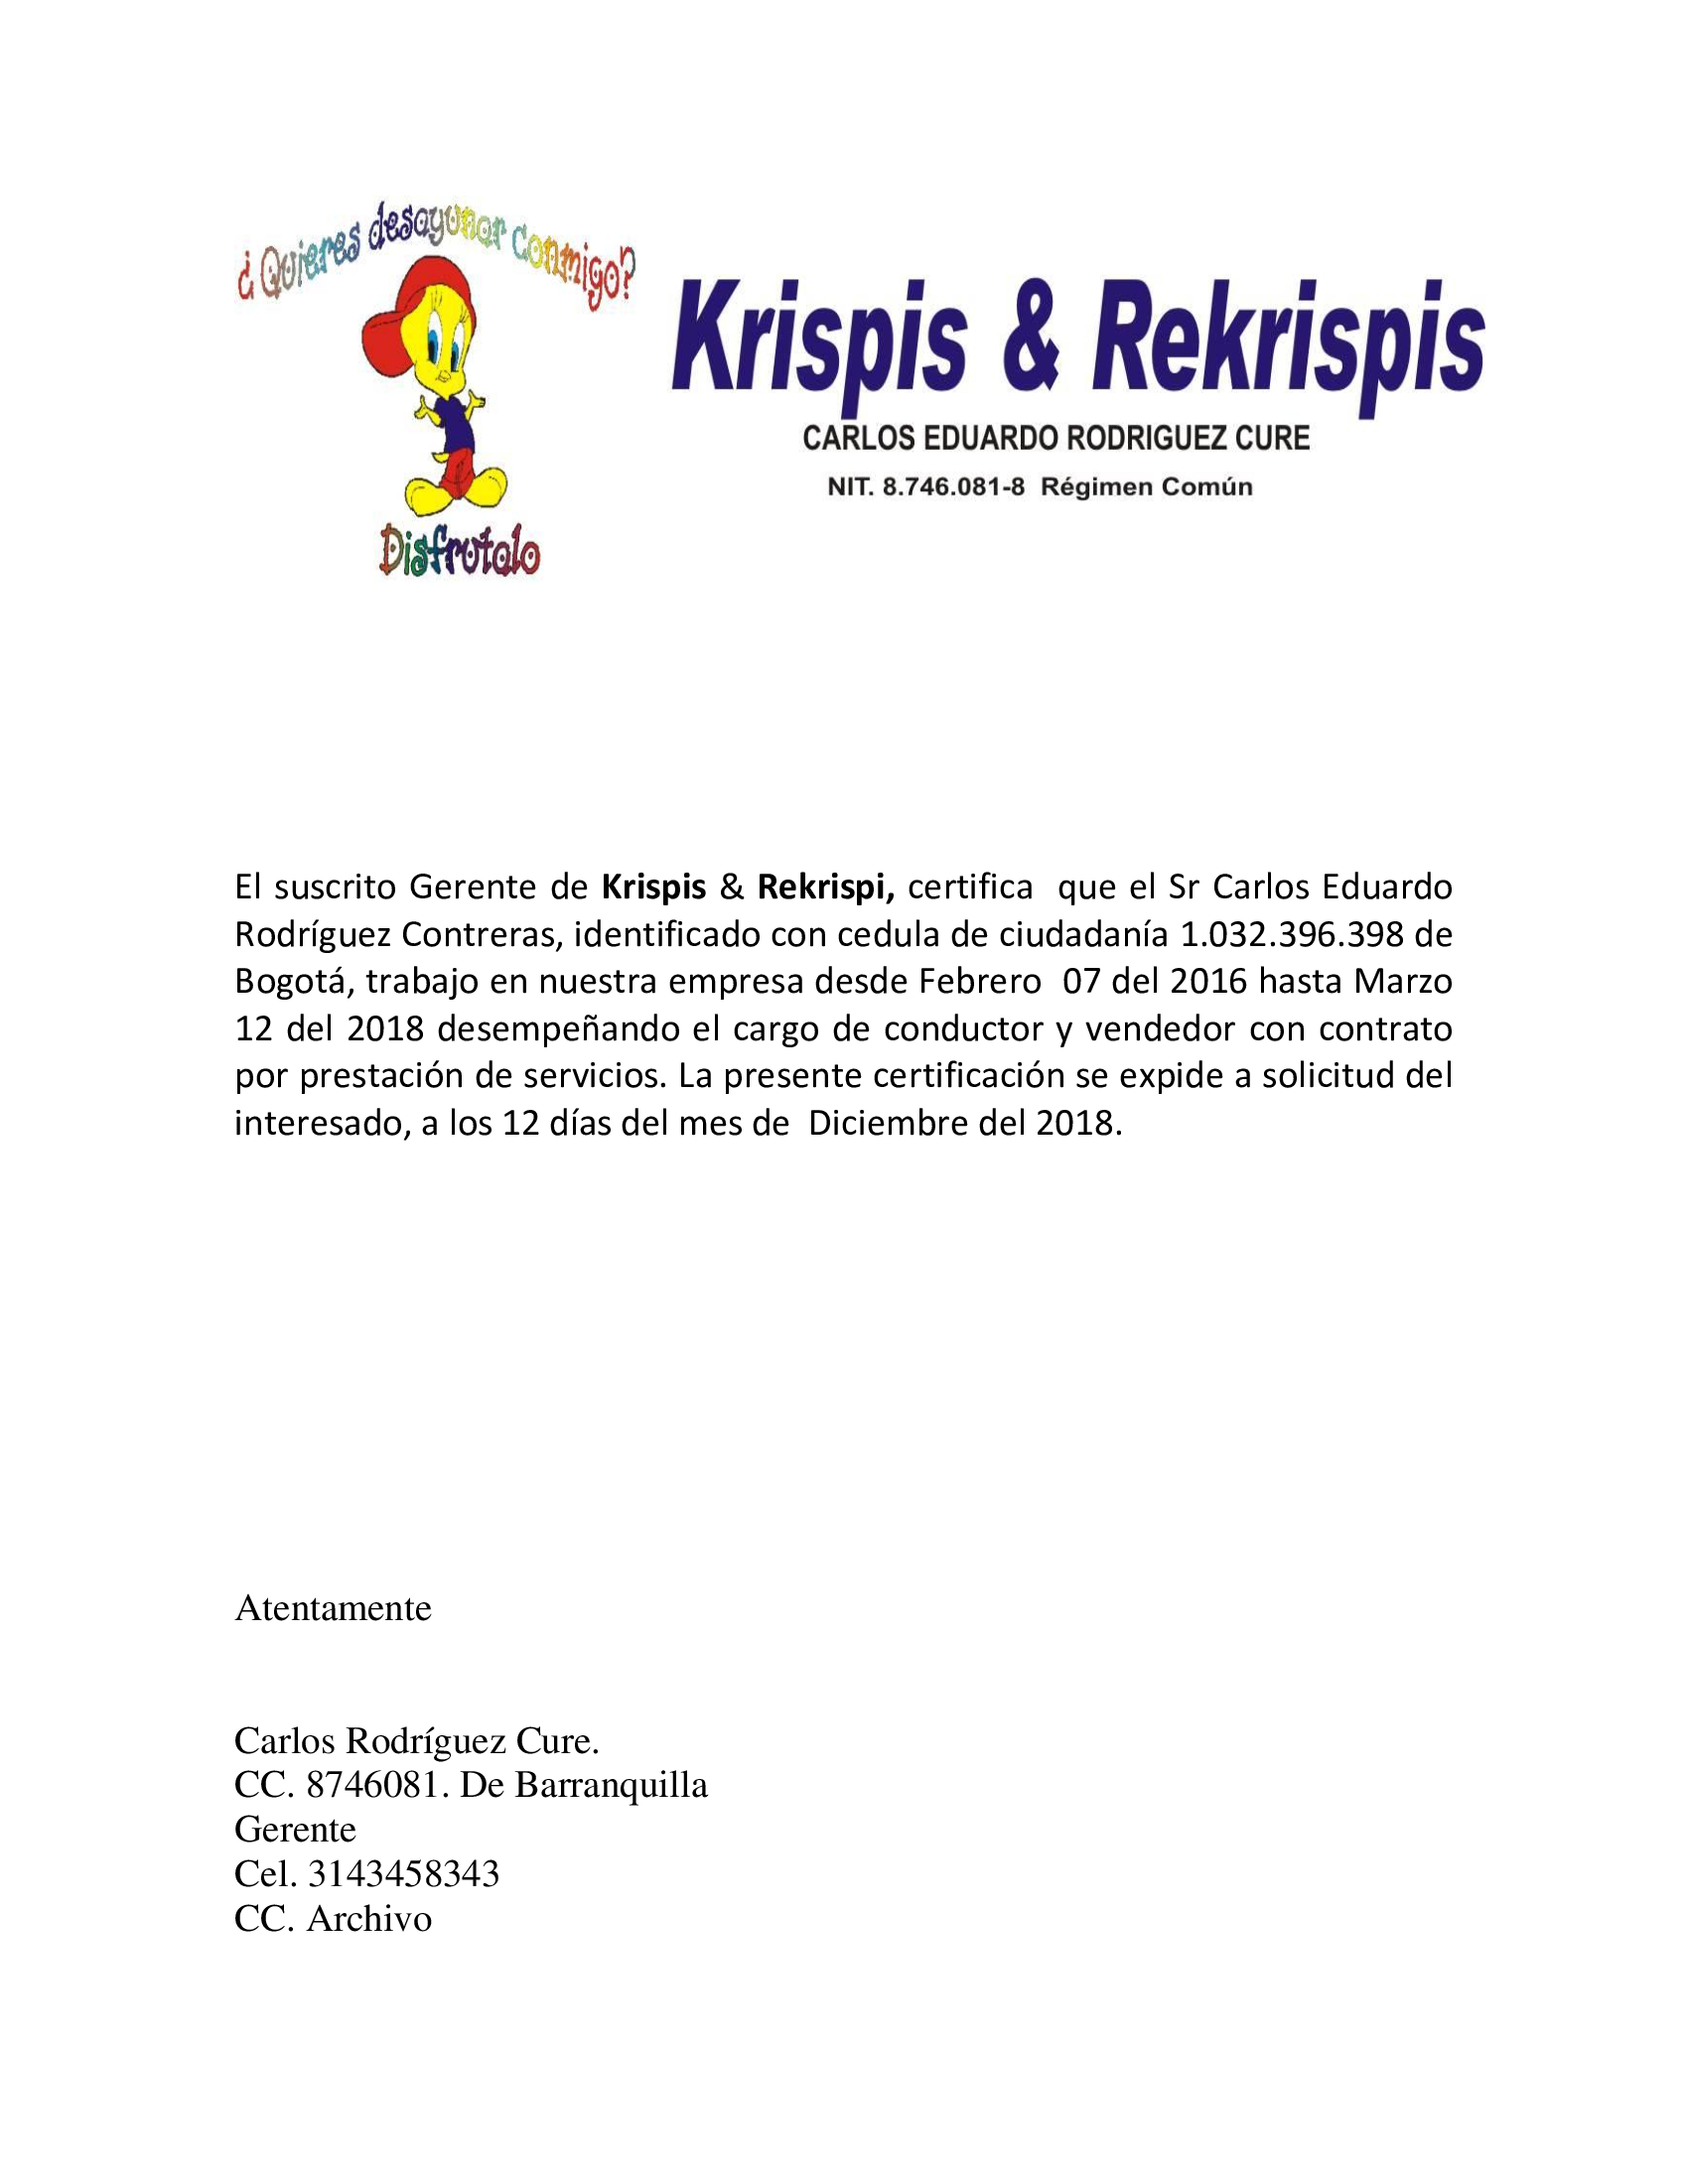 ¿Quieres desayunar conmigo?
Disfrutalo
Krispis & Rekrispis
CARLOS EDUARDO RODRIGUEZ CURE
NIT. 8.746.081-8 Régimen Común
El suscrito Gerente de Krispis & Rekrispi, certifica que el Sr Carlos Eduardo
Rodríguez Contreras, identificado con cedula de ciudadanía 1.032.396.398 de
Bogotá, trabajo en nuestra empresa desde Febrero 07 del 2016 hasta Marzo
12 del 2018 desempeñando el cargo de conductor y vendedor con contrato
por prestación de servicios. La presente certificación se expide a solicitud del
interesado, a los 12 días del mes de Diciembre del 2018.
Atentamente
Carlos Rodríguez Cure.
CC. 8746081. De Barranquilla
Gerente
Cel. 3143458343
CC. Archivo